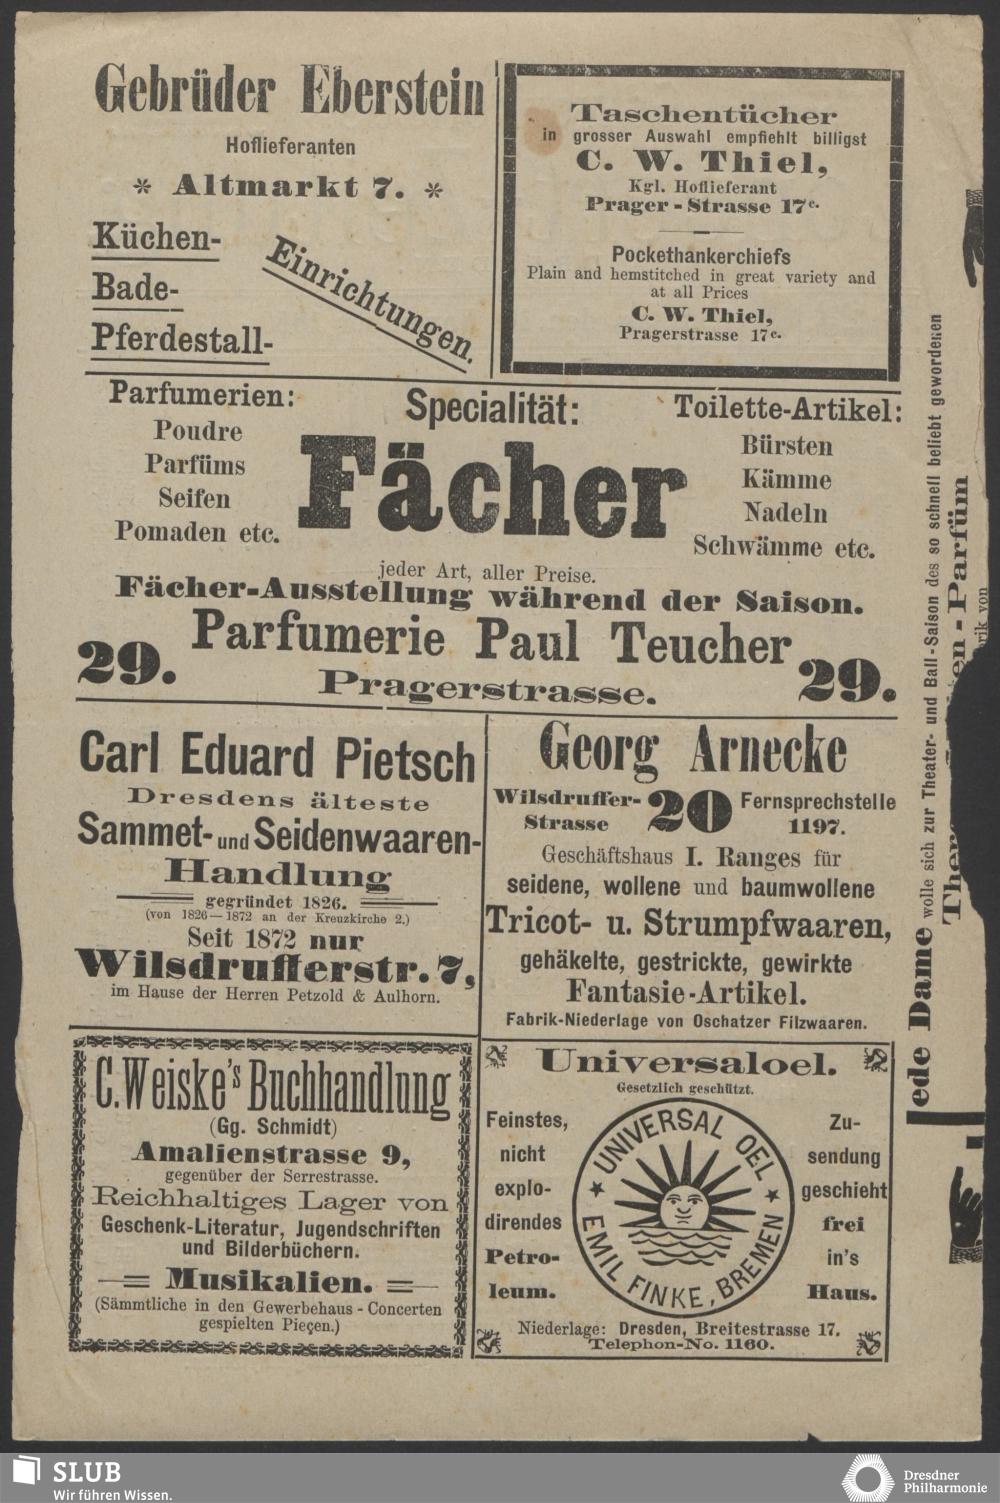 Gebrüder Eberstein
Hoflieferanten
* Altmarkt 7. *
Küchen-
Bade-
Pferdestall-
Einrichtungen.
Taschentücher
in grosser Auswahl empfiehlt billigst
C. W. Thiel,
Kgl. Hoflieferant
Prager-Strasse 17c.
Pockethankerchiefs
Plain and hemstitched in great variety and
at all Prices
C. W. Thiel,
Pragerstrasse 17c.
Parfumerien:
Poudre
Parfüms
Seifen
Pomaden etc.
Specialität:
Fächer
Toilette-Artikel:
Bürsten
Kämme
Nadeln
Schwämme etc.
jeder Art, aller Preise.
Fächer-Ausstellung während der Saison.
29. Parfumerie Paul Teucher 29.
Pragerstrasse.
Carl Eduard Pietsch
Dresdens älteste
Sammet- und Seidenwaaren-
Handlung
gegründet 1826.
(von 1826—1872 an der Kreuzkirche 2.)
Seit 1872 nur
Wilsdrufferstr. 7,
im Hause der Herren Petzold & Aulhorn.
Georg Arnecke
Wilsdruffer-
Strasse
20
Fernsprechstelle
1197.
Geschäftshaus I. Ranges für
seidene, wollene und baumwollene
Tricot- u. Strumpfwaaren,
gehäkelte, gestrickte, gewirkte
Fantasie-Artikel.
Fabrik-Niederlage von Oschatzer Filzwaaren.
C. Weiske's Buchhandlung
(Gg. Schmidt)
Amalienstrasse 9,
gegenüber der Serrestrasse.
Reichhaltiges Lager von
Geschenk-Literatur, Jugendschriften
und Bilderbüchern.
Musikalien.
(Sämmtliche in den Gewerbehaus-Concerten
gespielten Pieçen.)
Universaloel.
Gesetzlich geschützt.
Feinstes,
nicht
explo-
direndes
Petro-
leum.
UNIVERSAL OEL
EMIL FINKE, BREMEN
Zu-
sendung
geschieht
frei
in's
Haus.
Niederlage: Dresden, Breitestrasse 17.
Telephon-No. 1160.
ede Dame wolle sich zur Theater- und Ball-Saison des so schnell beliebt gewordenen
Parfüm
von
SLUB
Wir führen Wissen.
Dresdner
Philharmonie